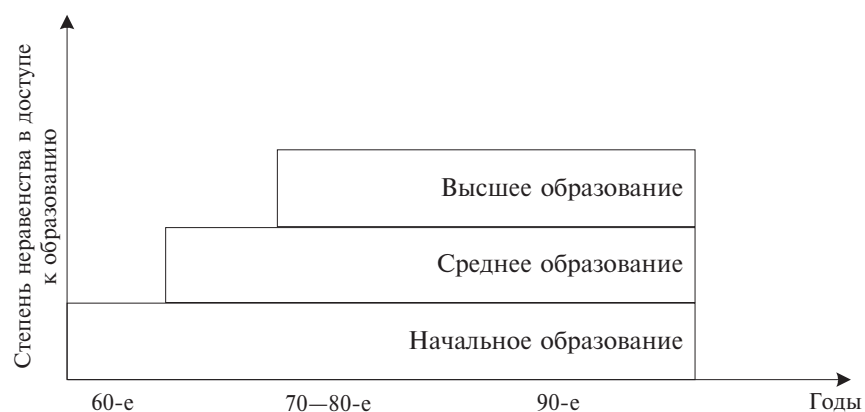 Степень неравенства в доступе
к образованию
Высшее образование
Среднее образование
Начальное образование
60-е
70—80-е
90-е
Годы